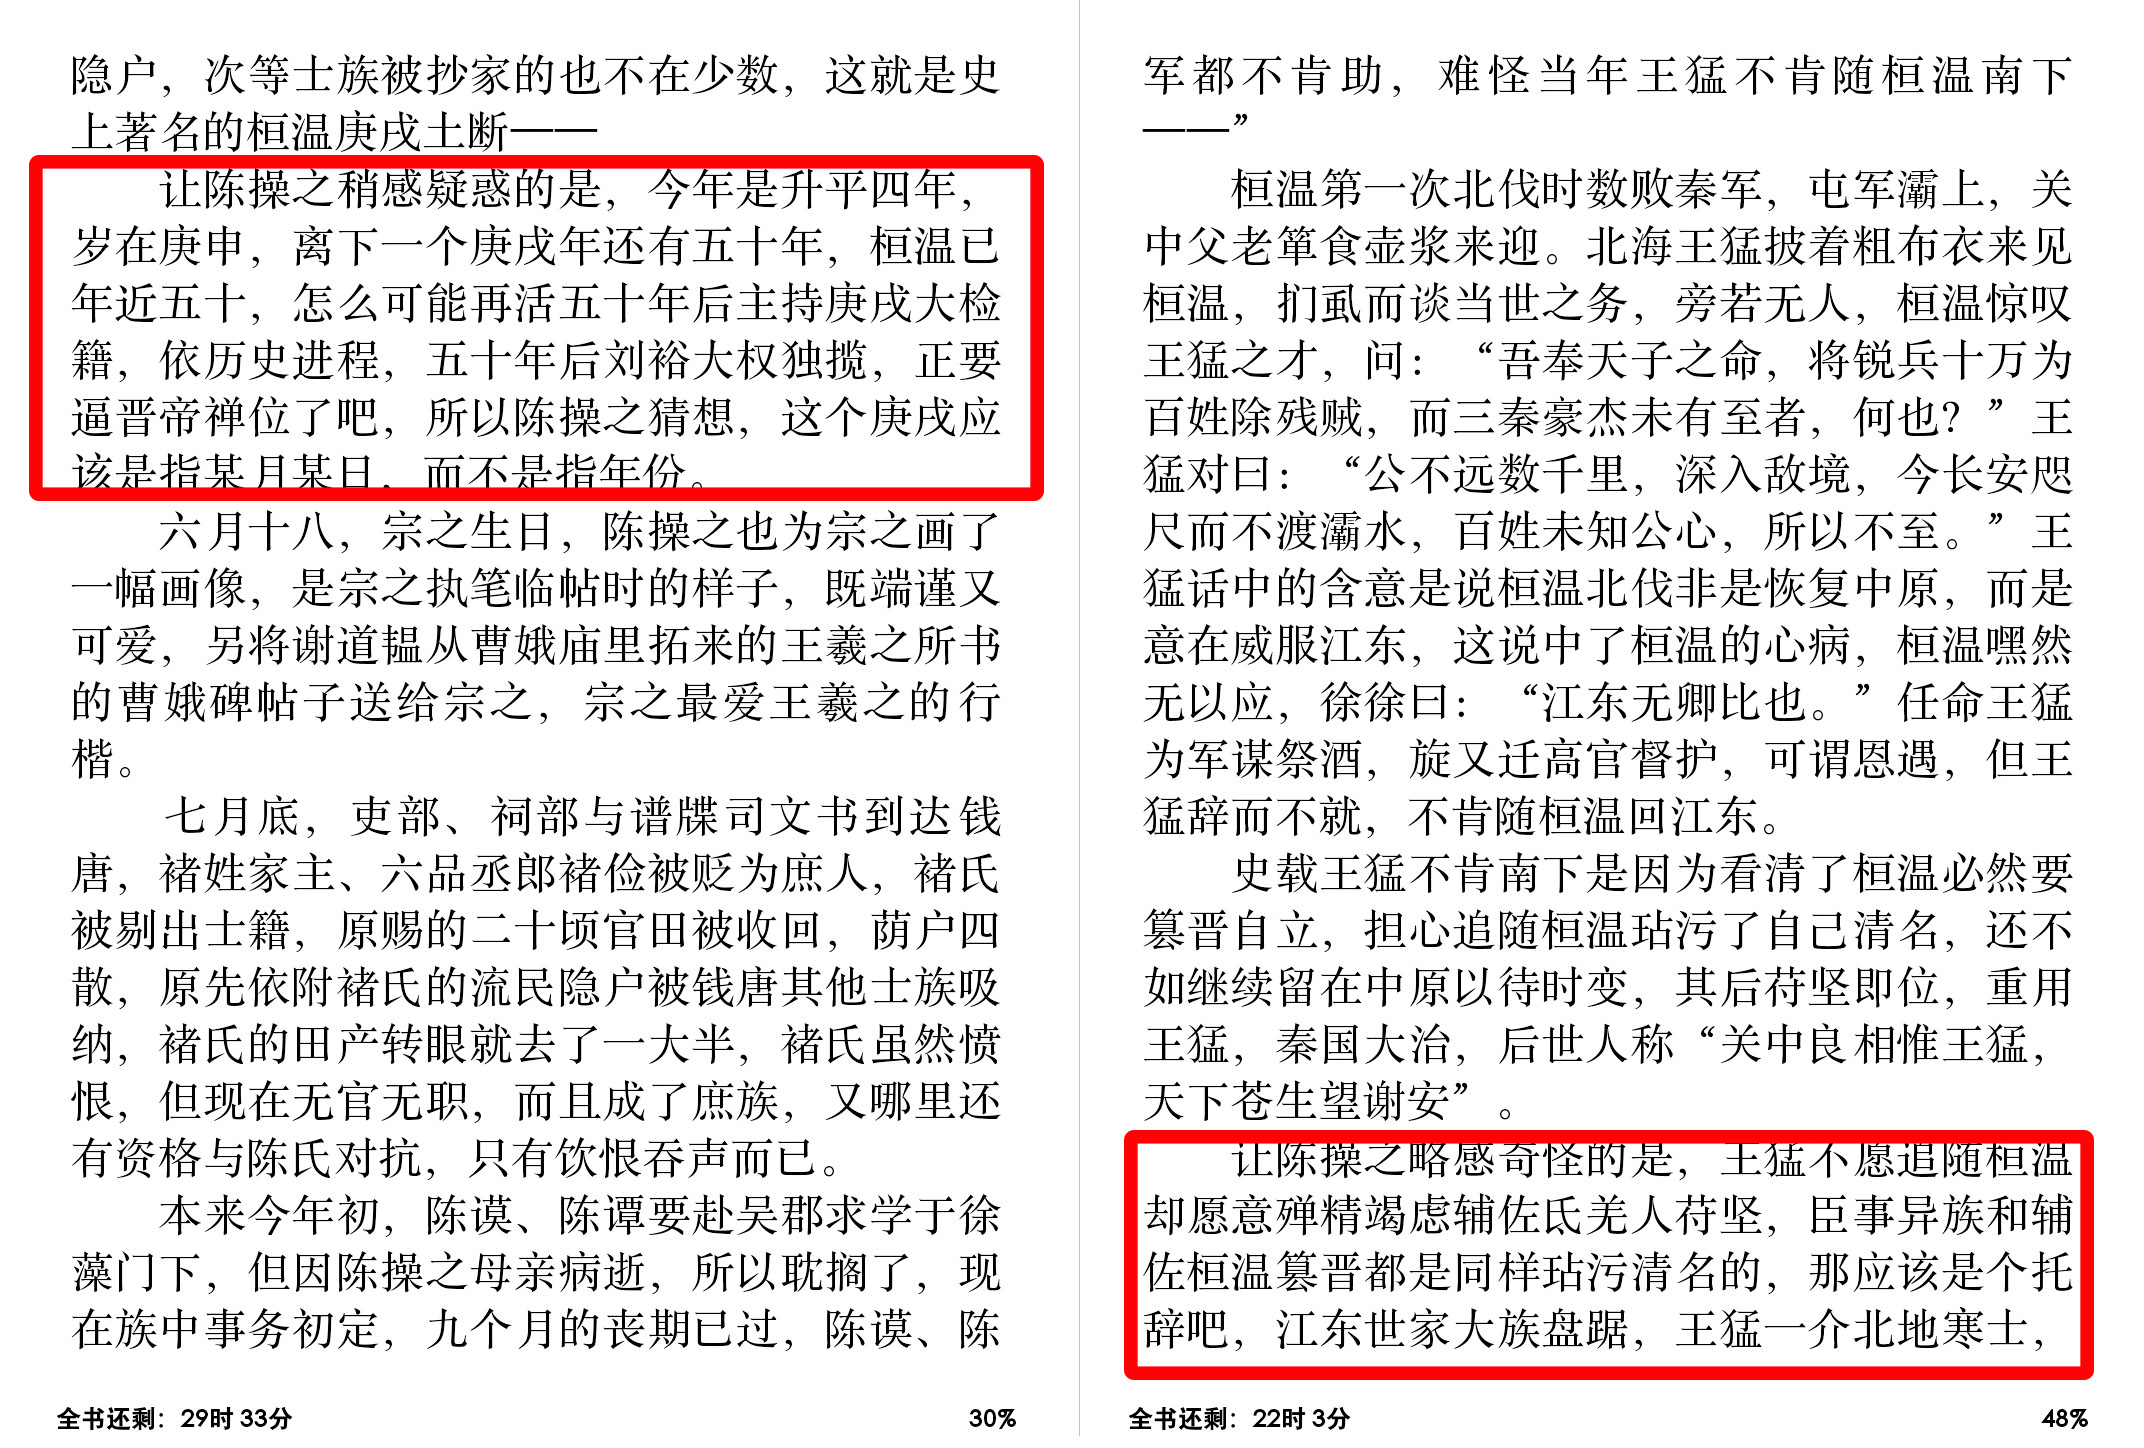 隐户，次等士族被抄家的也不在少数，这就是史
上著名的桓温庚戌土断——
让陈操之稍感疑惑的是，今年是升平四年，
岁在庚申，离下一个庚戌年还有五十年，桓温已
年近五十，怎么可能再活五十年后主持庚戌大检
籍，依历史进程，五十年后刘裕大权独揽，正要
逼晋帝禅位了吧，所以陈操之猜想，这个庚戌应
该是指某月某日，而不是指年份。
六月十八，宗之生日，陈操之也为宗之画了
一幅画像，是宗之执笔临帖时的样子，既端谨又
可爱，另将谢道韫从曹娥庙里拓来的王羲之所书
的曹娥碑帖子送给宗之，宗之最爱王羲之的行
楷。
七月底，吏部、祠部与谱牒司文书到达钱
唐，褚姓家主、六品丞郎褚俭被贬为庶人，褚氏
被剔出士籍，原赐的二十顷官田被收回，荫户四
散，原先依附褚氏的流民隐户被钱唐其他士族吸
纳，褚氏的田产转眼就去了一大半，褚氏虽然愤
恨，但现在无官无职，而且成了庶族，又哪里还
有资格与陈氏对抗，只有饮恨吞声而已。
本来今年初，陈谟、陈谭要赴吴郡求学于徐
藻门下，但因陈操之母亲病逝，所以耽搁了，现
在族中事务初定，九个月的丧期已过，陈谟、陈
全书还剩：29时 33分
30%
军都不肯助，难怪当年王猛不肯随桓温南下
——”
桓温第一次北伐时数败秦军，屯军灞上，关
中父老箪食壶浆来迎。北海王猛披着粗布衣来见
桓温，扪虱而谈当世之务，旁若无人，桓温惊叹
王猛之才，问：“吾奉天子之命，将锐兵十万为
百姓除残贼，而三秦豪杰未有至者，何也？”王
猛对曰：“公不远数千里，深入敌境，今长安咫
尺而不渡灞水，百姓未知公心，所以不至。”王
猛话中的含意是说桓温北伐非是恢复中原，而是
意在威服江东，这说中了桓温的心病，桓温嘿然
无以应，徐徐曰：“江东无卿比也。”任命王猛
为军谋祭酒，旋又迁高官督护，可谓恩遇，但王
猛辞而不就，不肯随桓温回江东。
史载王猛不肯南下是因为看清了桓温必然要
篡晋自立，担心追随桓温玷污了自己清名，还不
如继续留在中原以待时变，其后苻坚即位，重用
王猛，秦国大治，后世人称“关中良相惟王猛，
天下苍生望谢安”。
让陈操之略感奇怪的是，王猛不愿追随桓温
却愿意殚精竭虑辅佐氐羌人苻坚，臣事异族和辅
佐桓温篡晋都是同样玷污清名的，那应该是个托
辞吧，江东世家大族盘踞，王猛一介北地寒士，
全书还剩：22时 3分
48%